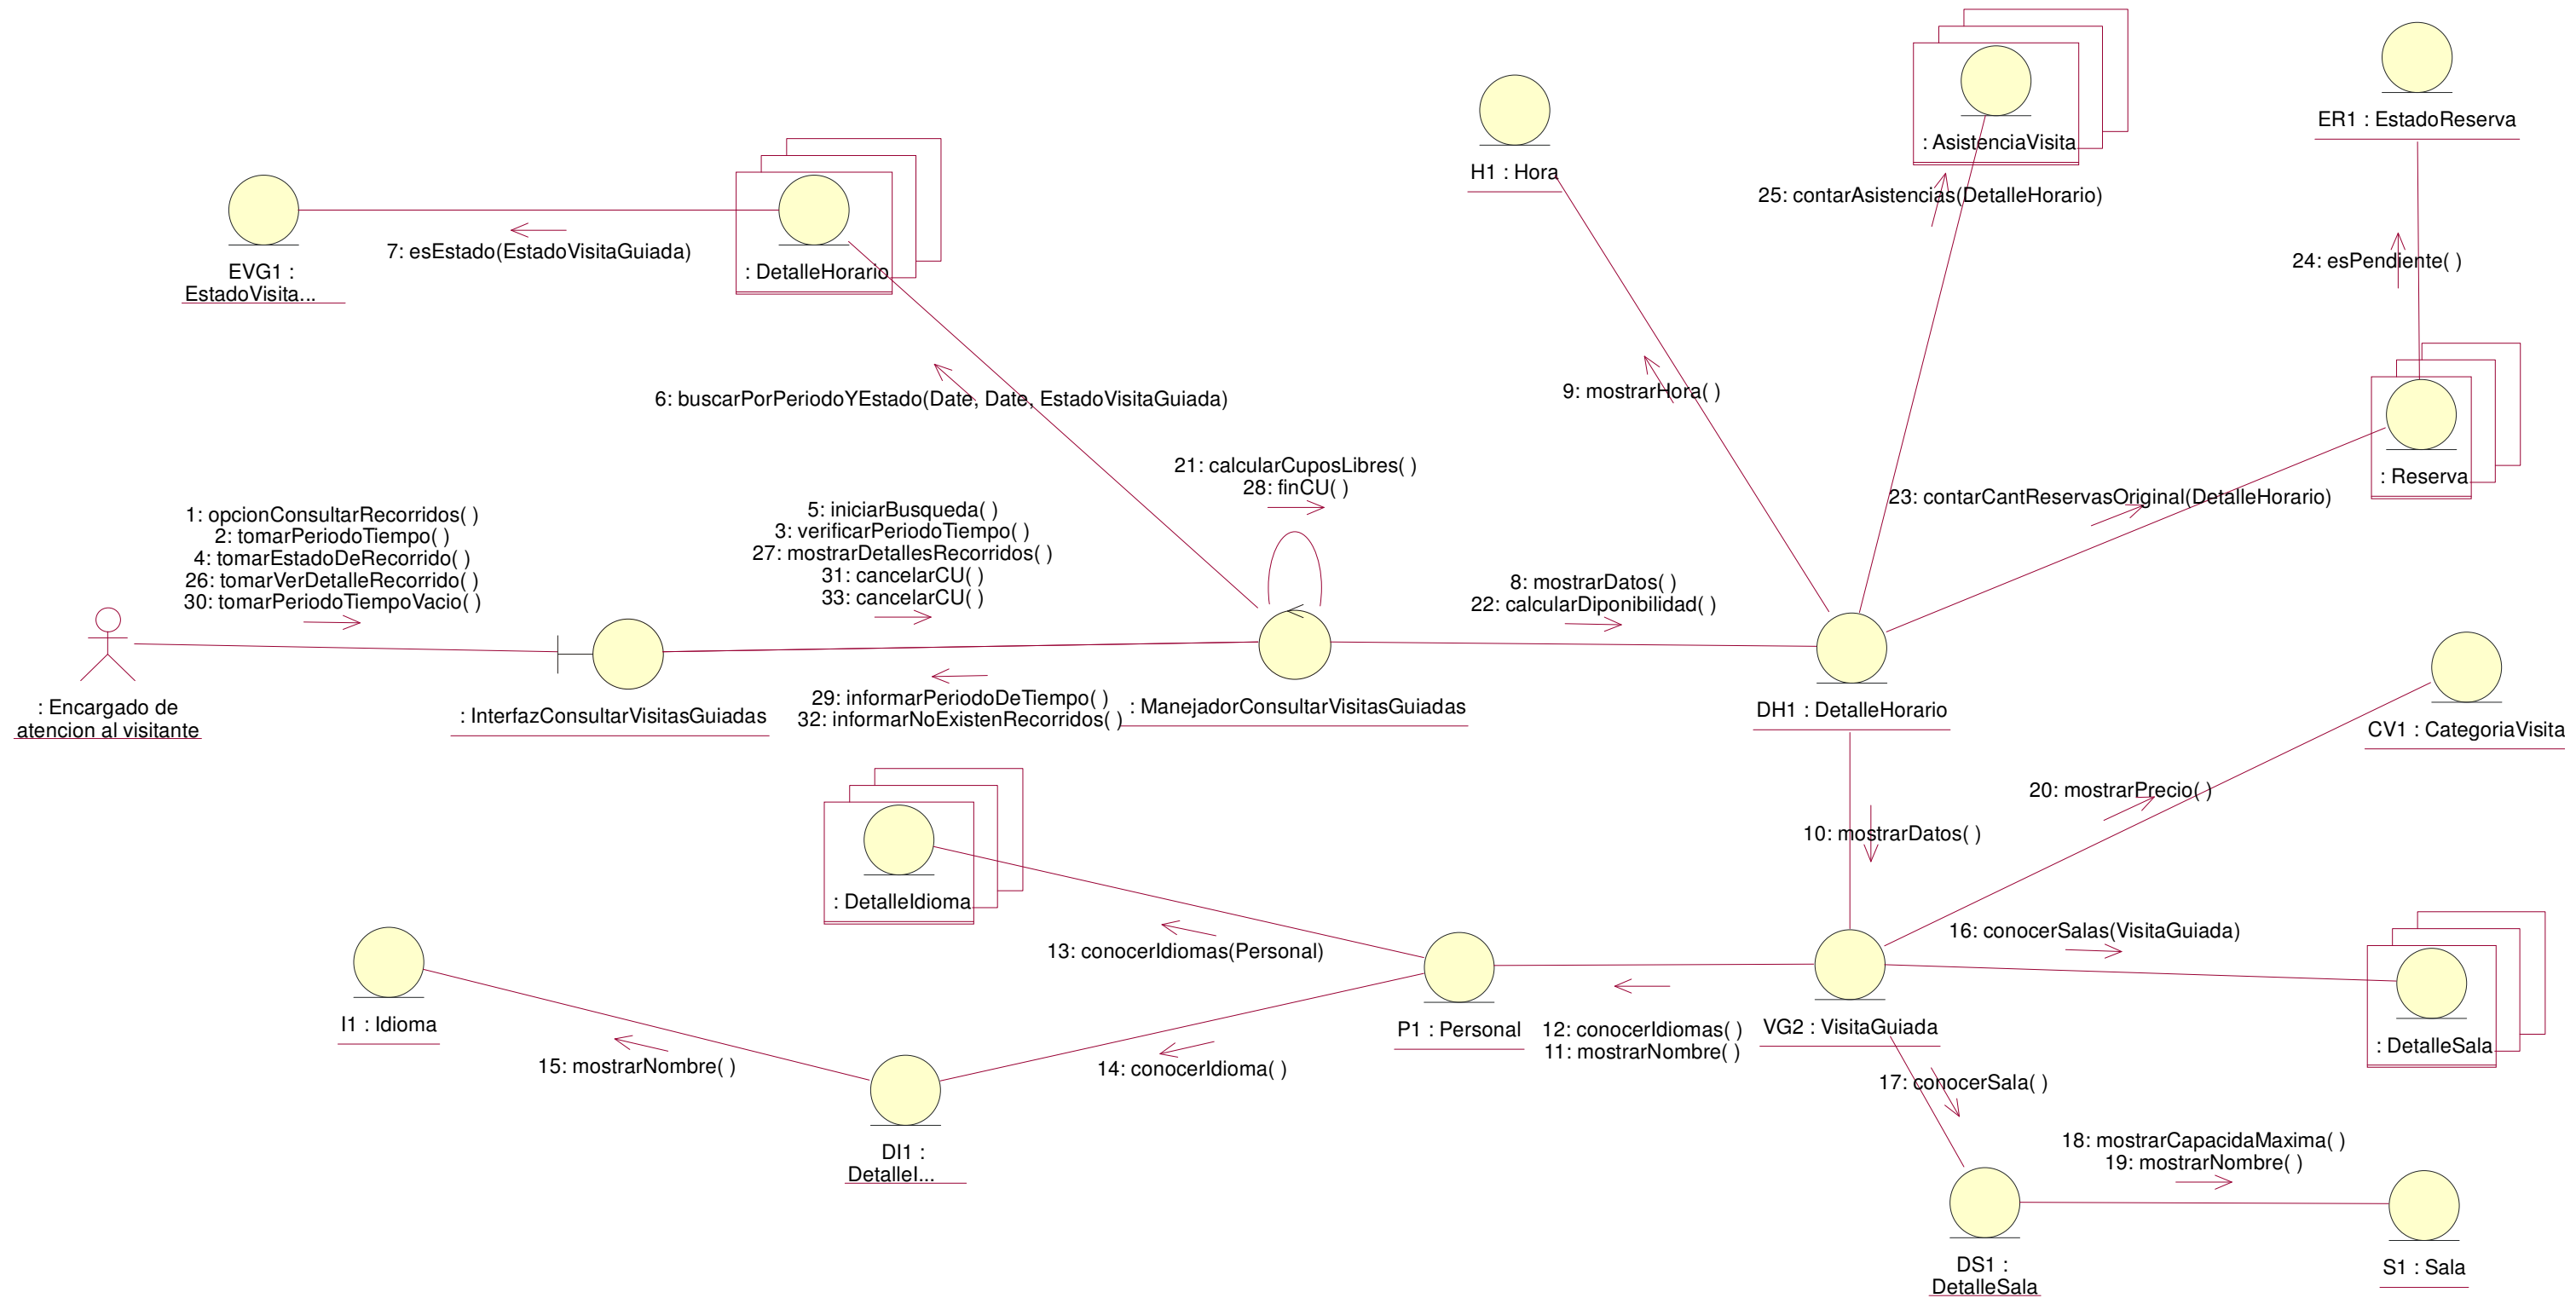 ER1 : EstadoReserva
: AsistenciaVisita
H1 : Hora
25: contarAsistencias(DetalleHorario)
7: esEstado(EstadoVisitaGuiada)
24: esPendiente( )
EVG1 :
EstadoVisita...
: DetalleHorario
6: buscarPorPeriodoYEstado(Date, Date, EstadoVisitaGuiada)
9: mostrarHora( )
21: calcularCuposLibres( )
28: finCU( )
: Reserva
23: contarCantReservasOriginal(DetalleHorario)
1: opcionConsultarRecorridos( )
2: tomarPeriodoTiempo( )
4: tomarEstadoDeRecorrido( )
26: tomarVerDetalleRecorrido( )
30: tomarPeriodoTiempoVacio( )
5: iniciarBusqueda( )
3: verificarPeriodoTiempo( )
27: mostrarDetallesRecorridos( )
31: cancelarCU( )
33: cancelarCU( )
8: mostrarDatos( )
22: calcularDiponibilidad( )
: Encargado de
atencion al visitante
: InterfazConsultarVisitasGuiadas
29: informarPeriodoDeTiempo( )
32: informarNoExistenRecorridos( )
: ManejadorConsultarVisitasGuiadas
DH1 : DetalleHorario
CV1 : CategoriaVisita
20: mostrarPrecio( )
10: mostrarDatos( )
: DetalleIdioma
13: conocerIdiomas(Personal)
16: conocerSalas(VisitaGuiada)
I1 : Idioma
P1 : Personal
12: conocerIdiomas( )
11: mostrarNombre( )
VG2 : VisitaGuiada
: DetalleSala
15: mostrarNombre( )
14: conocerIdioma( )
17: conocerSala( )
DI1 :
DetalleI...
18: mostrarCapacidaMaxima( )
19: mostrarNombre( )
DS1 :
DetalleSala
S1 : Sala